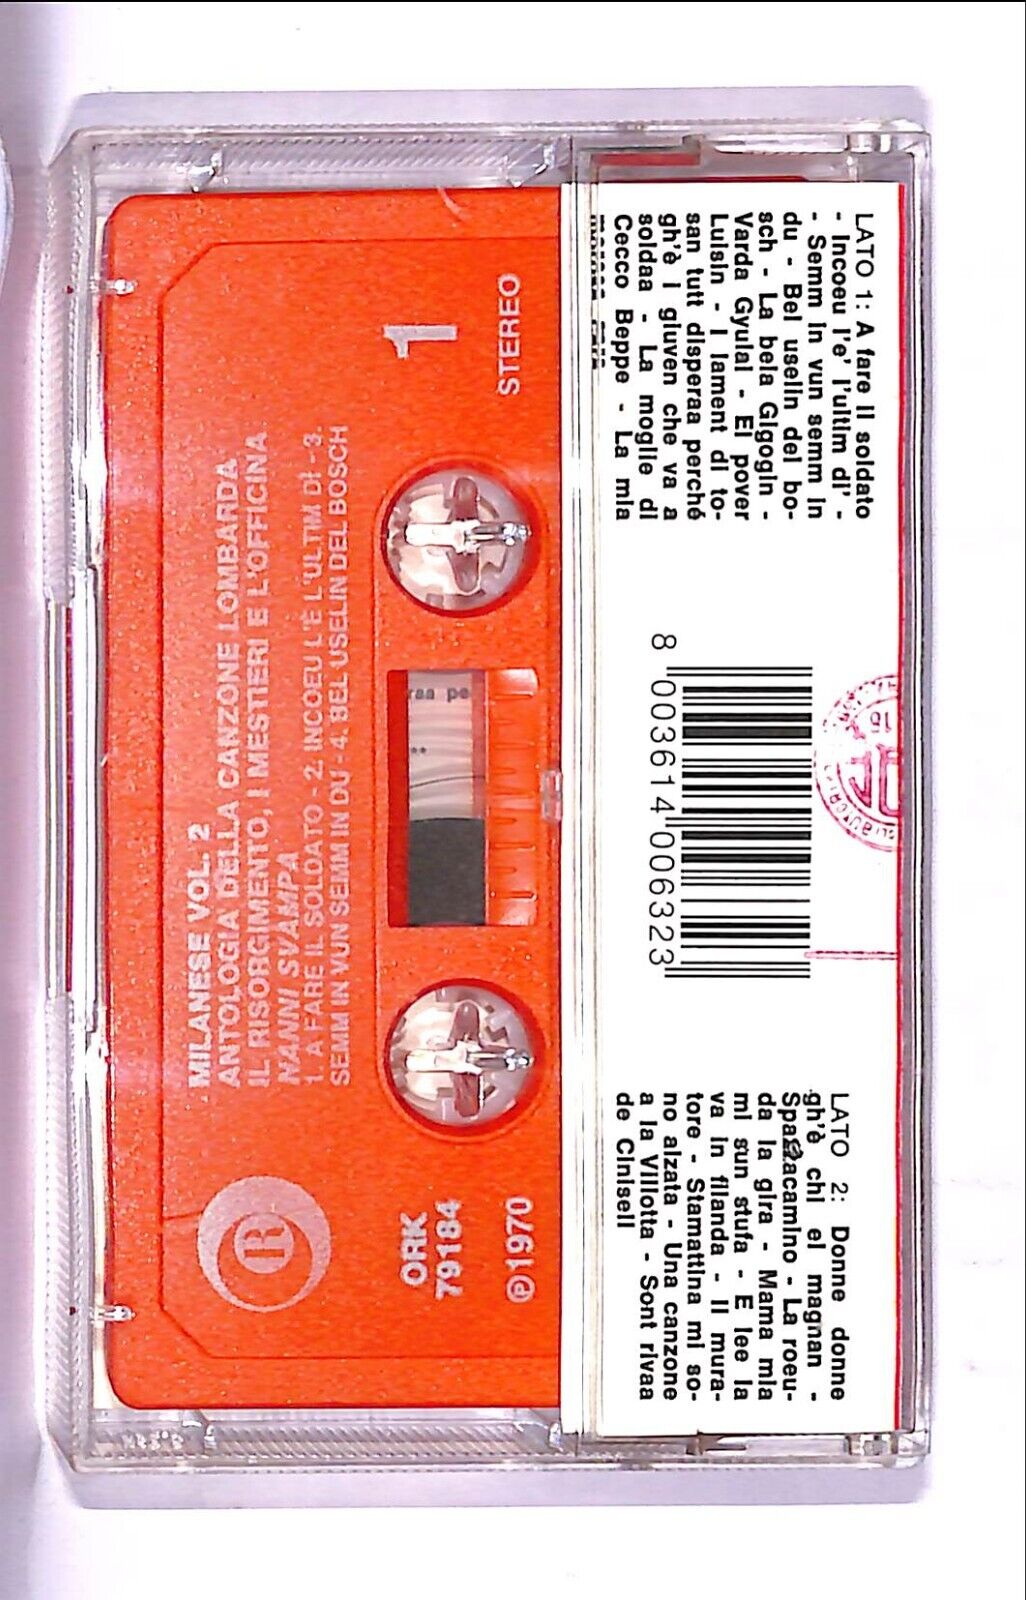 MILANESE VOL. 2
ANTOLOGIA DELLA CANZONE LOMBARDA
IL RISORGIMENTO, I MESTIERI E L'OFFICINA
NANNI SVAMPA
1. A FARE IL SOLDATO - 2. INCOEU L'È L'ULTIM DÌ - 3.
SEMM IN VUN SEMM IN DU' - 4. BEL USELIN DEL BOSCH
1
STEREO
R
ORK
79184
℗1970
raa pe
LATO 1: A fare il soldato
- Incoeu l'e' l'ultim di' -
- Semm in vun semm in
du - Bel uselin del bo-
sch - La bela Gigogin -
Varda Gyulai - El pover
Luisin - I lament di to-
san tutt disperaa perché
gh'è i giuven che va a
soldaa - La moglie di
Cecco Beppe - La mia
8 003614 006323
LATO 2: Donne donne
gh'è chi el magnan -
Spazzacamino - La roeu-
da la gira - Mama mia
mi sun stufa - E lee la
va in filanda - Il mura-
tore - Stamattina mi so-
no alzata - Una canzone
a la Villotta - Sont rivaa
de Cinisell